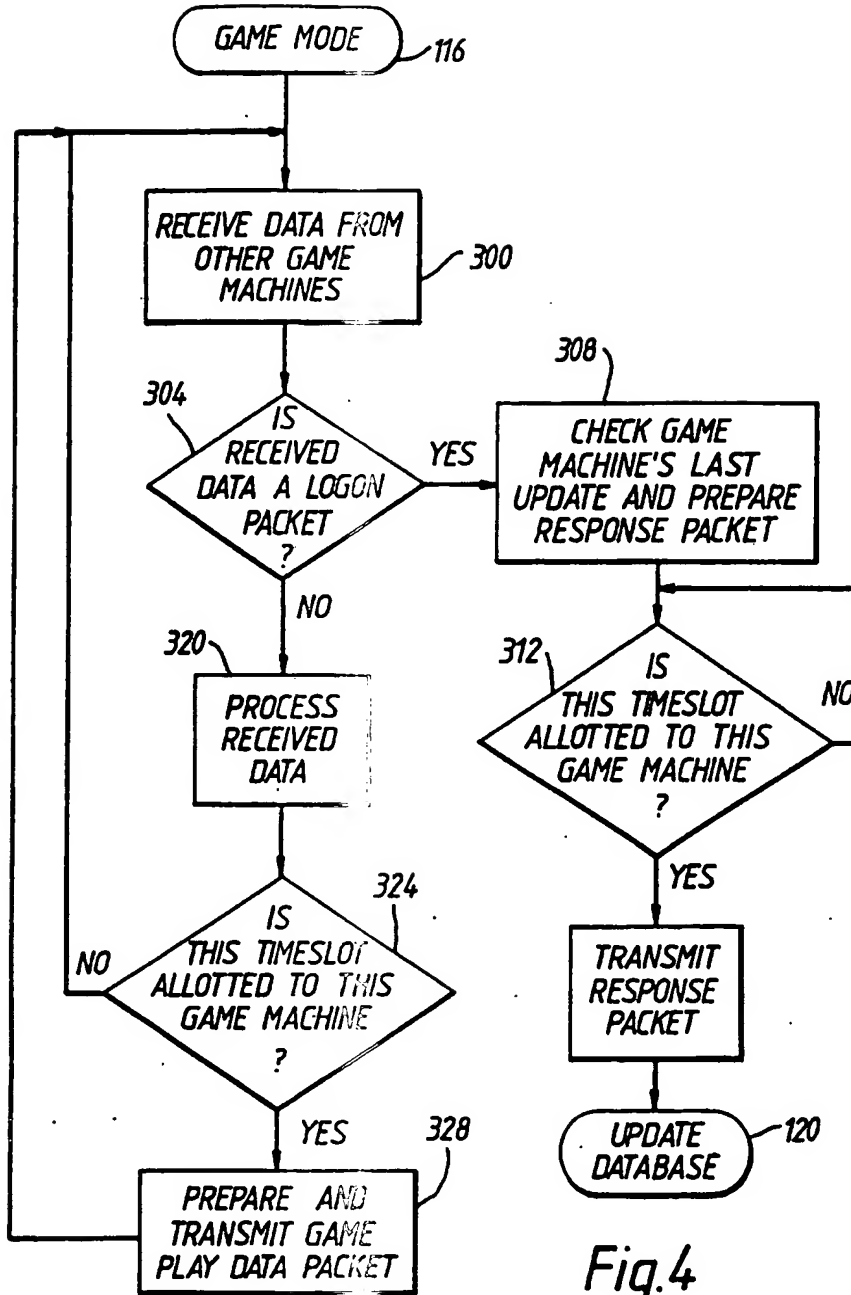 GAME MODE
116
RECEIVE DATA FROM
OTHER GAME
MACHINES
300
304
IS
RECEIVED
DATA A LOGON
PACKET
?
YES
NO
308
CHECK GAME
MACHINE'S LAST
UPDATE AND PREPARE
RESPONSE PACKET
320
PROCESS
RECEIVED
DATA
312
IS
THIS TIMESLOT
ALLOTTED TO THIS
GAME MACHINE
?
NO
YES
324
IS
THIS TIMESLOT
ALLOTTED TO THIS
GAME MACHINE
?
NO
YES
TRANSMIT
RESPONSE
PACKET
328
PREPARE AND
TRANSMIT GAME
PLAY DATA PACKET
UPDATE
DATABASE
120
Fig.4